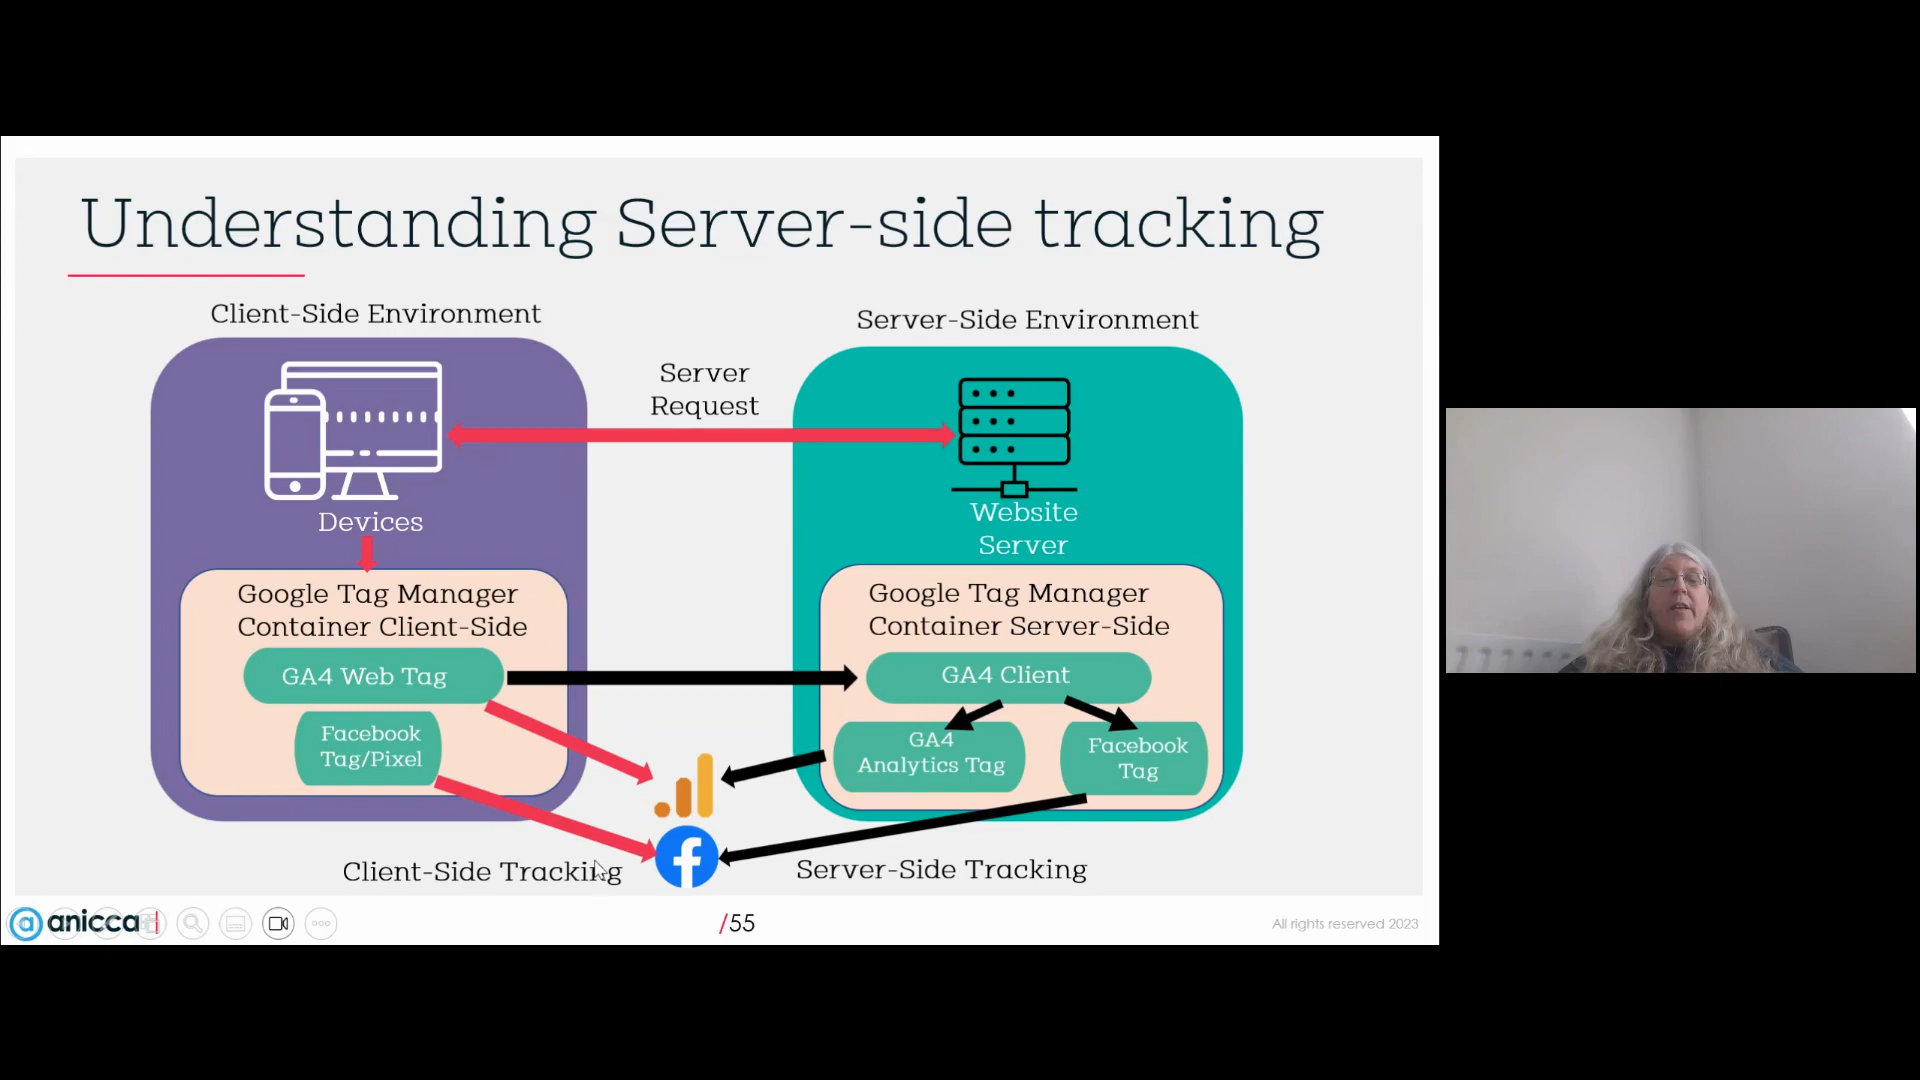 Understanding Server-side tracking
Client-Side Environment
Server-Side Environment
Server
Request
Devices
Website
Server
Google Tag Manager
Container Client-Side
GA4 Web Tag
Facebook
Tag/Pixel
Google Tag Manager
Container Server-Side
GA4 Client
GA4
Analytics Tag
Facebook
Tag
Client-Side Tracking
Server-Side Tracking
anicca
/55
All rights reserved 2023